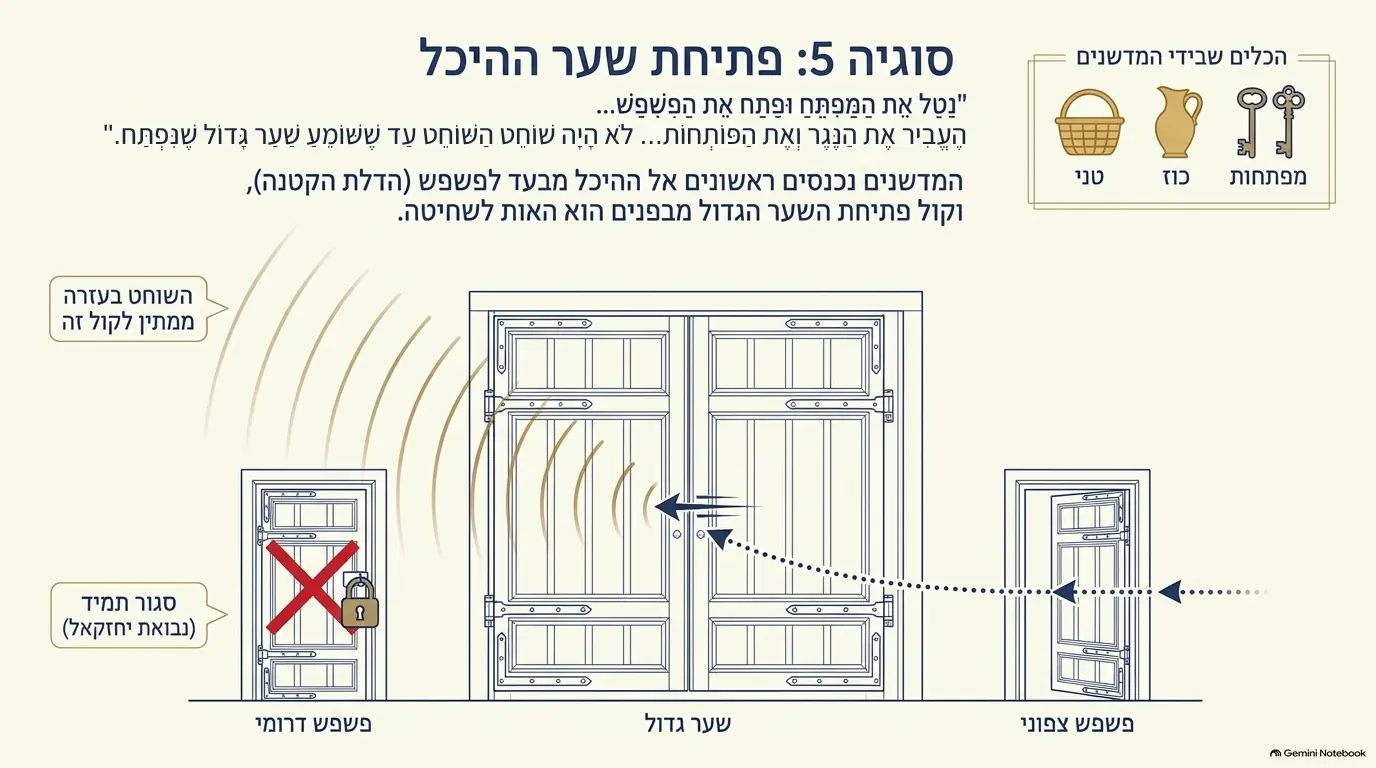 סוגיה 5: פתיחת שער ההיכל
"נָטַל אֵת הַמַּפְתֵּחַ וּפָתַח אֵת הַפִּשְׁפָּשׁ...
הֶעֱבִיר אֶת הַנֶּגֶר וְאֶת הַפּוֹתְחוֹת... לֹא הָיָה שׁוֹחֵט הַשּׁוֹחֵט עַד שֶׁשּׁוֹמֵעַ שַׁעַר גָּדוֹל שֶׁנִּפְתַּח."
המדשנים נכנסים ראשונים אל ההיכל מבעד לפשפש (הדלת הקטנה),
וקול פתיחת השער הגדול מבפנים הוא האות לשחיטה.
הכלים שבידי המדשנים
מפתחות
כוז
טני
השוחט בעזרה
ממתין לקול זה
סגור תמיד
(נבואת יחזקאל)
פשפש צפוני
שער גדול
פשפש דרומי
Gemini Notebook